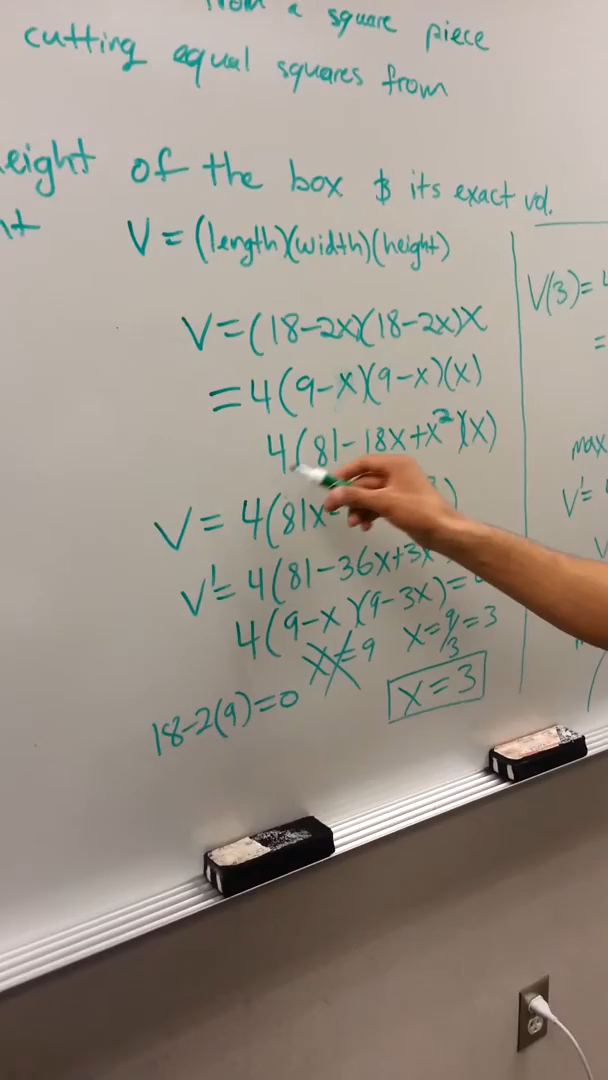 from a square piece
cutting equal squares from
eight of the box & its exact vol.
V = (length)(width)(height)
V = (18-2x)(18-2x)x
= 4(9-x)(9-x)(x)
4(81-18x+x²)(x)
V = 4(81x-
V' = 4(81-36x+3x
4(9-x)(9-3x)=
x=9 x=9/3=3
18-2(9)=0
x=3
V(3)=4
=
max
V'=
V